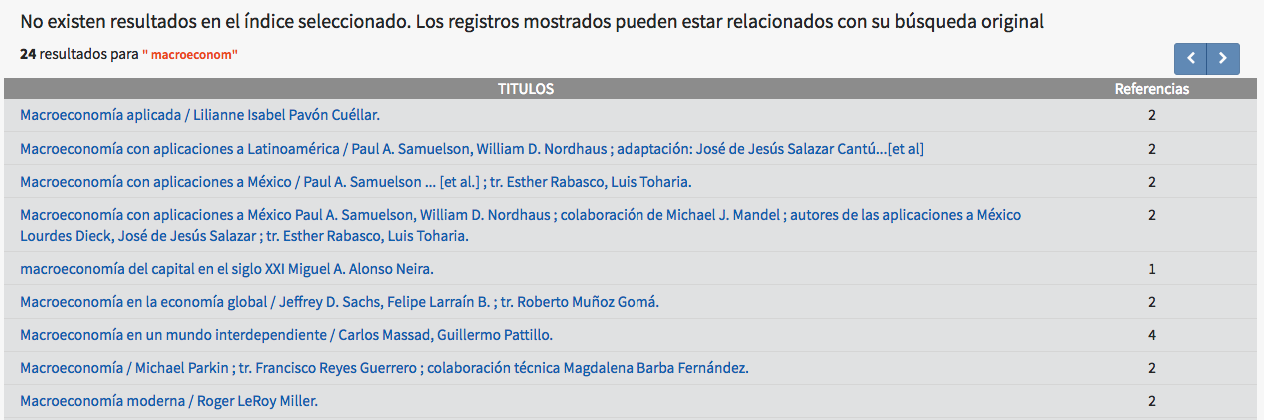 No existen resultados en el índice seleccionado. Los registros mostrados pueden estar relacionados con su búsqueda original
24 resultados para " macroeconom"
TITULOS Referencias
Macroeconomía aplicada / Lilianne Isabel Pavón Cuéllar. 2
Macroeconomía con aplicaciones a Latinoamérica / Paul A. Samuelson, William D. Nordhaus ; adaptación: José de Jesús Salazar Cantú...[et al] 2
Macroeconomía con aplicaciones a México / Paul A. Samuelson ... [et al.] ; tr. Esther Rabasco, Luis Toharia. 2
Macroeconomía con aplicaciones a México Paul A. Samuelson, William D. Nordhaus ; colaboración de Michael J. Mandel ; autores de las aplicaciones a México 2
Lourdes Dieck, José de Jesús Salazar ; tr. Esther Rabasco, Luis Toharia.
macroeconomía del capital en el siglo XXI Miguel A. Alonso Neira. 1
Macroeconomía en la economía global / Jeffrey D. Sachs, Felipe Larraín B. ; tr. Roberto Muñoz Gomá. 2
Macroeconomía en un mundo interdependiente / Carlos Massad, Guillermo Pattillo. 4
Macroeconomía / Michael Parkin ; tr. Francisco Reyes Guerrero ; colaboración técnica Magdalena Barba Fernández. 2
Macroeconomía moderna / Roger LeRoy Miller. 2